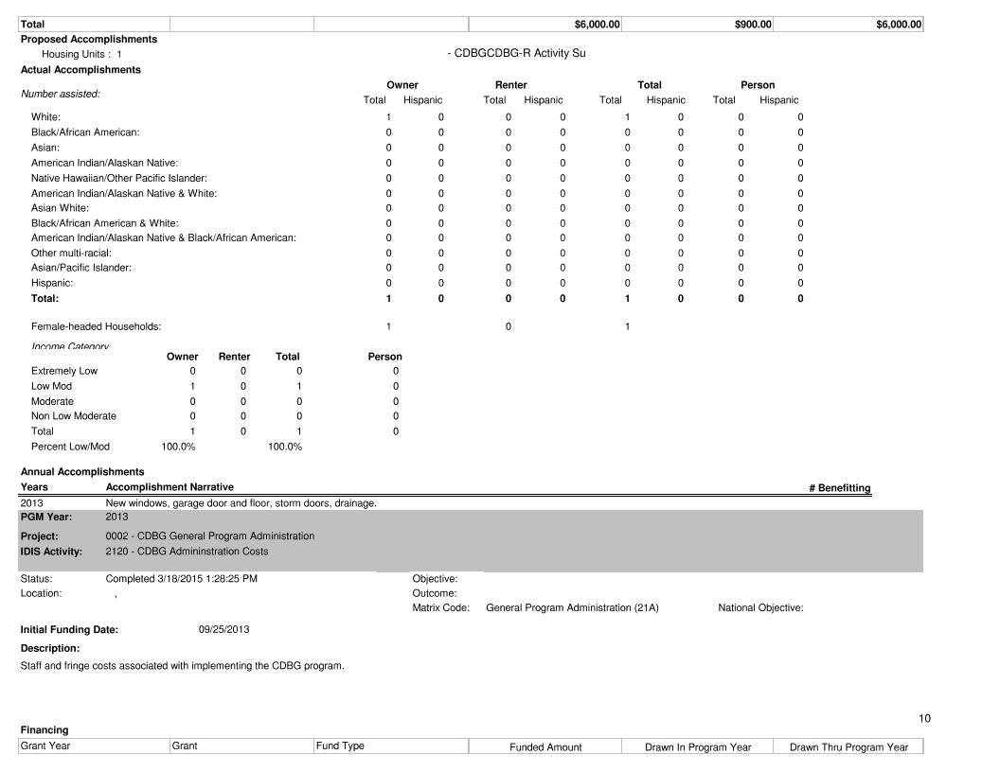 Total $6,000.00 $900.00 $6,000.00
Proposed Accomplishments
Housing Units : 1 - CDBGCDBG-R Activity Su
Actual Accomplishments
Owner Renter Total Person
Number assisted:
Total Hispanic Total Hispanic Total Hispanic Total Hispanic
White: 1 0 0 0 1 0 0 0
Black/African American: 0 0 0 0 0 0 0 0
Asian: 0 0 0 0 0 0 0 0
American Indian/Alaskan Native: 0 0 0 0 0 0 0 0
Native Hawaiian/Other Pacific Islander: 0 0 0 0 0 0 0 0
American Indian/Alaskan Native & White: 0 0 0 0 0 0 0 0
Asian White: 0 0 0 0 0 0 0 0
Black/African American & White: 0 0 0 0 0 0 0 0
American Indian/Alaskan Native & Black/African American: 0 0 0 0 0 0 0 0
Other multi-racial: 0 0 0 0 0 0 0 0
Asian/Pacific Islander: 0 0 0 0 0 0 0 0
Hispanic: 0 0 0 0 0 0 0 0
Total: 1 0 0 0 1 0 0 0
Female-headed Households: 1 0 1
Income Category:
Owner Renter Total Person
Extremely Low 0 0 0 0
Low Mod 1 0 1 0
Moderate 0 0 0 0
Non Low Moderate 0 0 0 0
Total 1 0 1 0
Percent Low/Mod 100.0% 100.0%
Annual Accomplishments
Years Accomplishment Narrative # Benefitting
2013 New windows, garage door and floor, storm doors, drainage.
PGM Year: 2013
Project: 0002 - CDBG General Program Administration
IDIS Activity: 2120 - CDBG Admininstration Costs
Status: Completed 3/18/2015 1:28:25 PM Objective:
Location: , Outcome:
Matrix Code: General Program Administration (21A) National Objective:
Initial Funding Date: 09/25/2013
Description:
Staff and fringe costs associated with implementing the CDBG program.
10
Financing
Grant Year Grant Fund Type Funded Amount Drawn In Program Year Drawn Thru Program Year